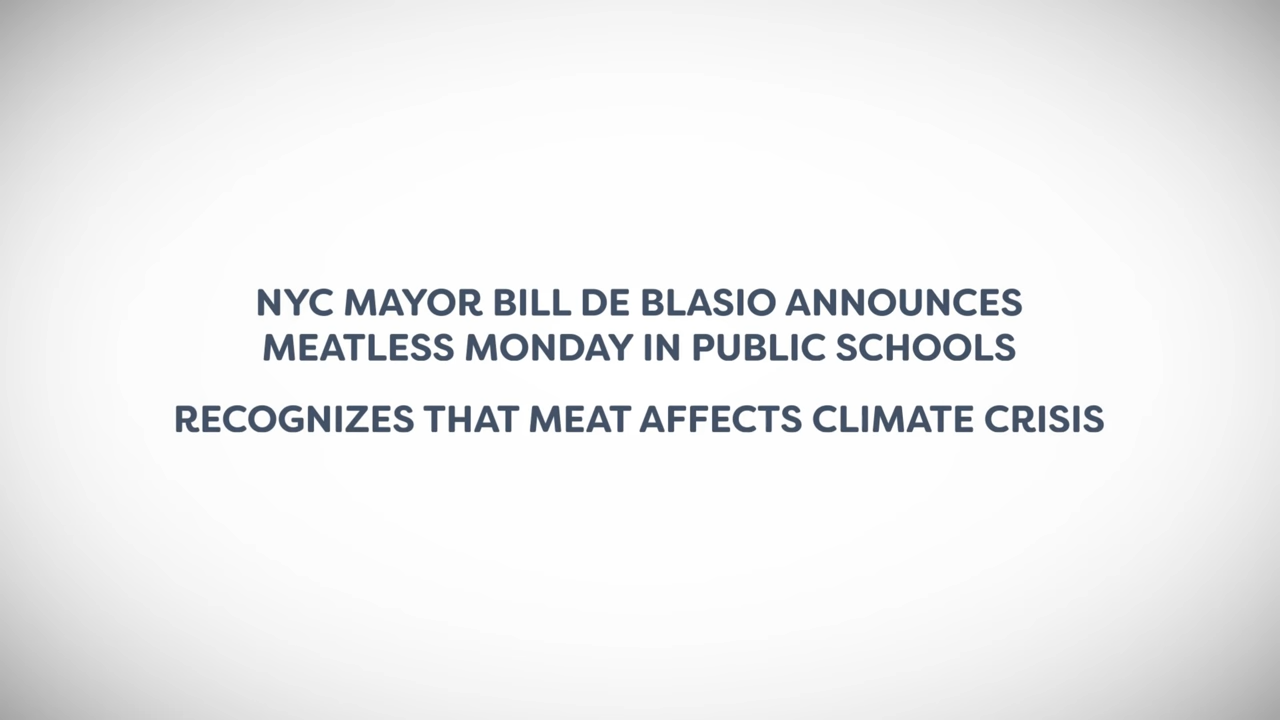 NYC MAYOR BILL DE BLASIO ANNOUNCES
MEATLESS MONDAY IN PUBLIC SCHOOLS
RECOGNIZES THAT MEAT AFFECTS CLIMATE CRISIS